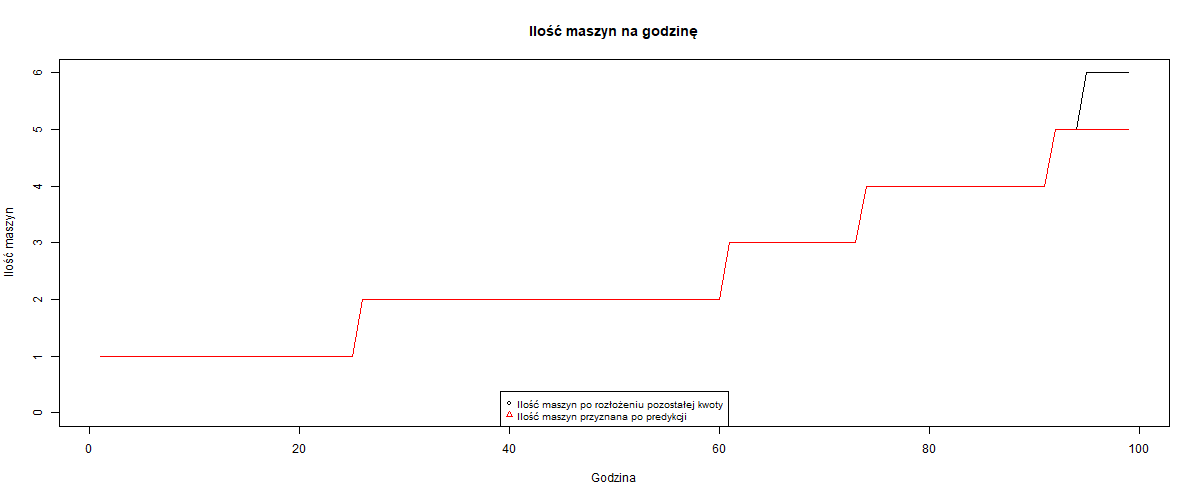 Ilość maszyn na godzinę
6
5
4
3
2
1
0
Ilość maszyn
Ilość maszyn po rozłożeniu pozostałej kwoty
Ilość maszyn przyznana po predykcji
0 20 40 60 80 100
Godzina